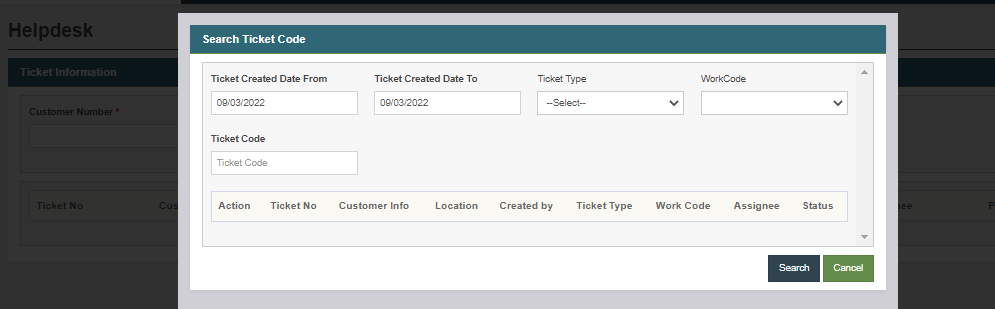 Helpdesk
Search Ticket Code
Ticket Information
Ticket Created Date From Ticket Created Date To Ticket Type WorkCode
09/03/2022 09/03/2022 --Select--
Customer Number *
Ticket Code
Ticket Code
Action Ticket No Customer Info Location Created by Ticket Type Work Code Assignee Status
Ticket No
Search Cancel